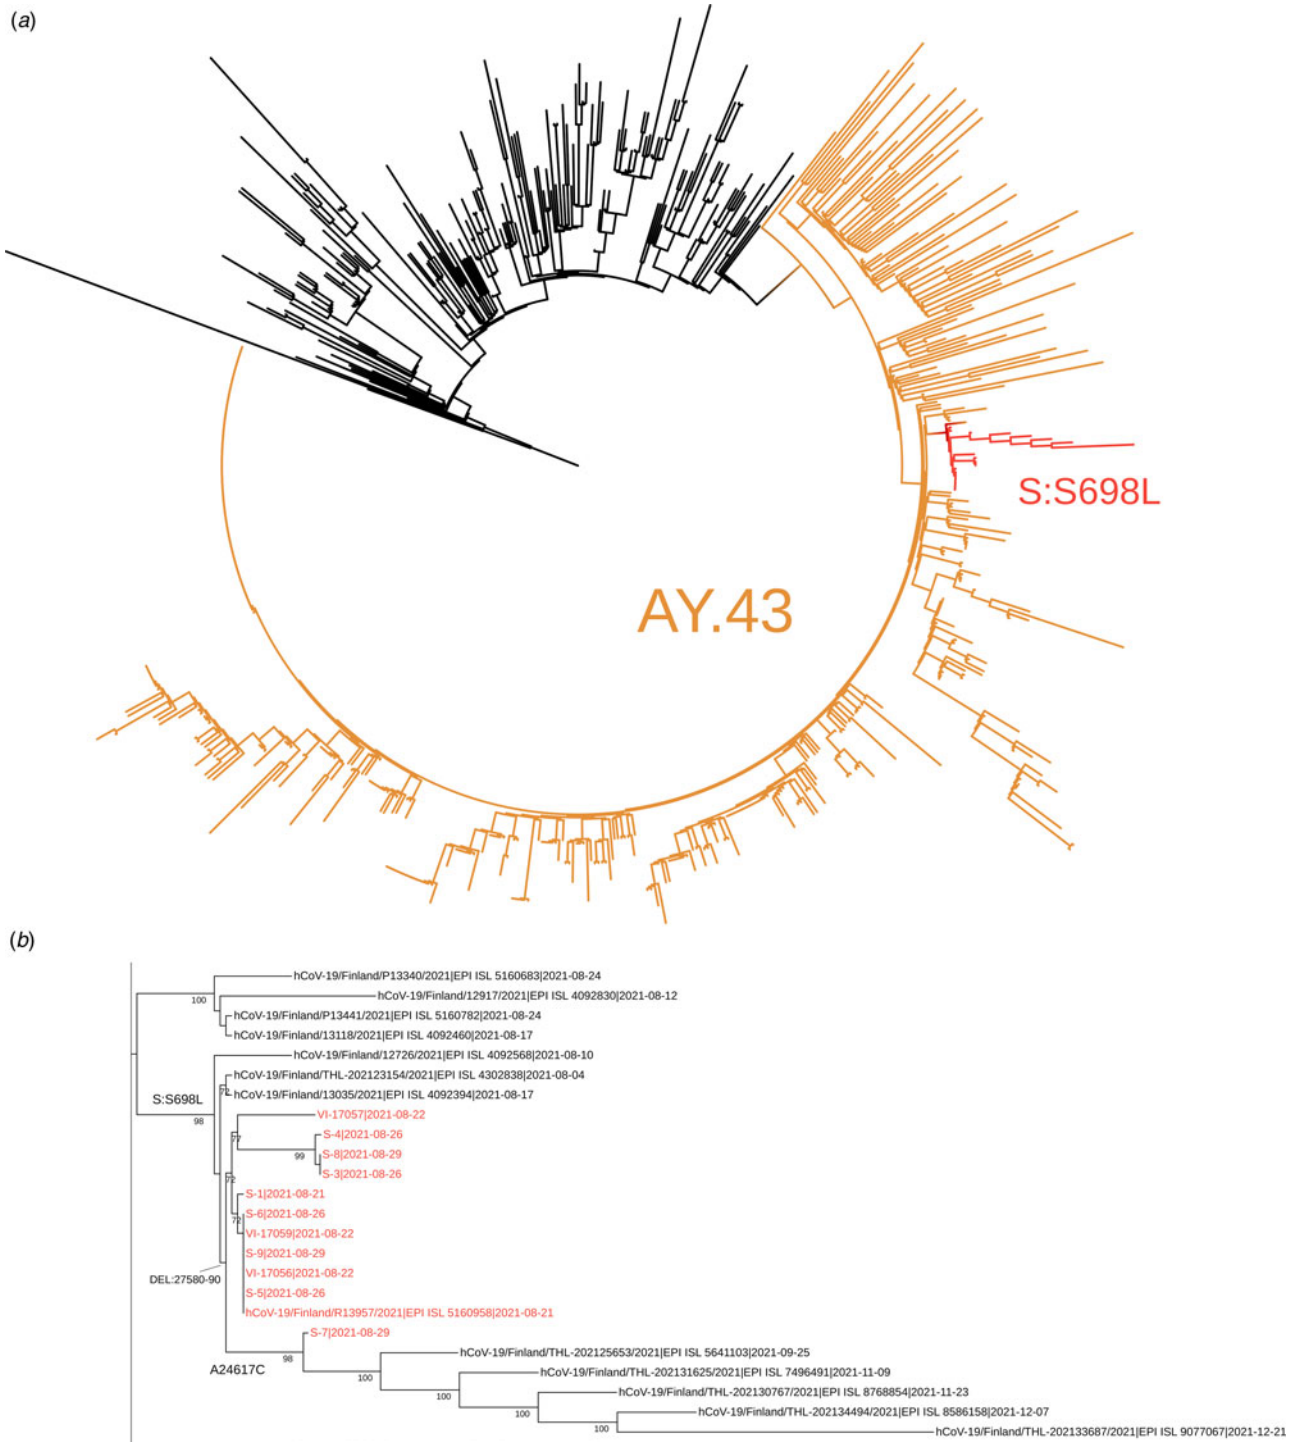 (a)
S:S698L
AY.43
(b)
hCoV-19/Finland/P13340/2021|EPI ISL 5160683|2021-08-24
100
hCoV-19/Finland/12917/2021|EPI ISL 4092830|2021-08-12
hCoV-19/Finland/P13441/2021|EPI ISL 5160782|2021-08-24
hCoV-19/Finland/13118/2021|EPI ISL 4092460|2021-08-17
hCoV-19/Finland/12726/2021|EPI ISL 4092568|2021-08-10
hCoV-19/Finland/THL-202123154/2021|EPI ISL 4302838|2021-08-04
72
hCoV-19/Finland/13035/2021|EPI ISL 4092394|2021-08-17
S:S698L
98
VI-17057|2021-08-22
77
S-4|2021-08-26
99
S-8|2021-08-29
S-3|2021-08-26
72
S-1|2021-08-21
S-6|2021-08-26
72
VI-17059|2021-08-22
S-9|2021-08-29
VI-17056|2021-08-22
DEL:27580-90
S-5|2021-08-26
hCoV-19/Finland/R13957/2021|EPI ISL 5160958|2021-08-21
S-7|2021-08-29
98
A24617C
hCoV-19/Finland/THL-202125653/2021|EPI ISL 5641103|2021-09-25
100
hCoV-19/Finland/THL-202131625/2021|EPI ISL 7496491|2021-11-09
100
hCoV-19/Finland/THL-202130767/2021|EPI ISL 8768854|2021-11-23
100
hCoV-19/Finland/THL-202134494/2021|EPI ISL 8586158|2021-12-07
100
hCoV-19/Finland/THL-202133687/2021|EPI ISL 9077067|2021-12-21